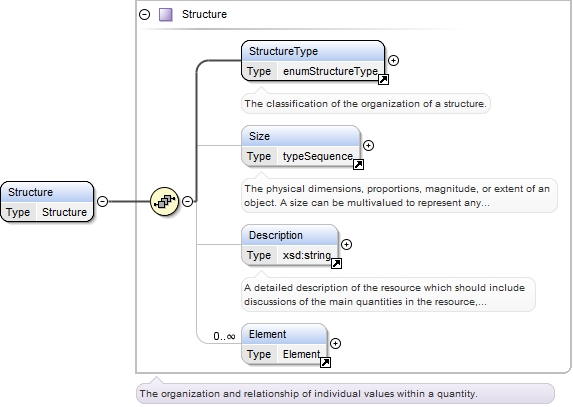 Structure
StructureType
Type enumStructureType
The classification of the organization of a structure.
Size
Type typeSequence
The physical dimensions, proportions, magnitude, or extent of an
object. A size can be multivalued to represent any...
Structure
Type Structure
Description
Type xsd:string
A detailed description of the resource which should include
discussions of the main quantities in the resource,...
0..∞
Element
Type Element
The organization and relationship of individual values within a quantity.